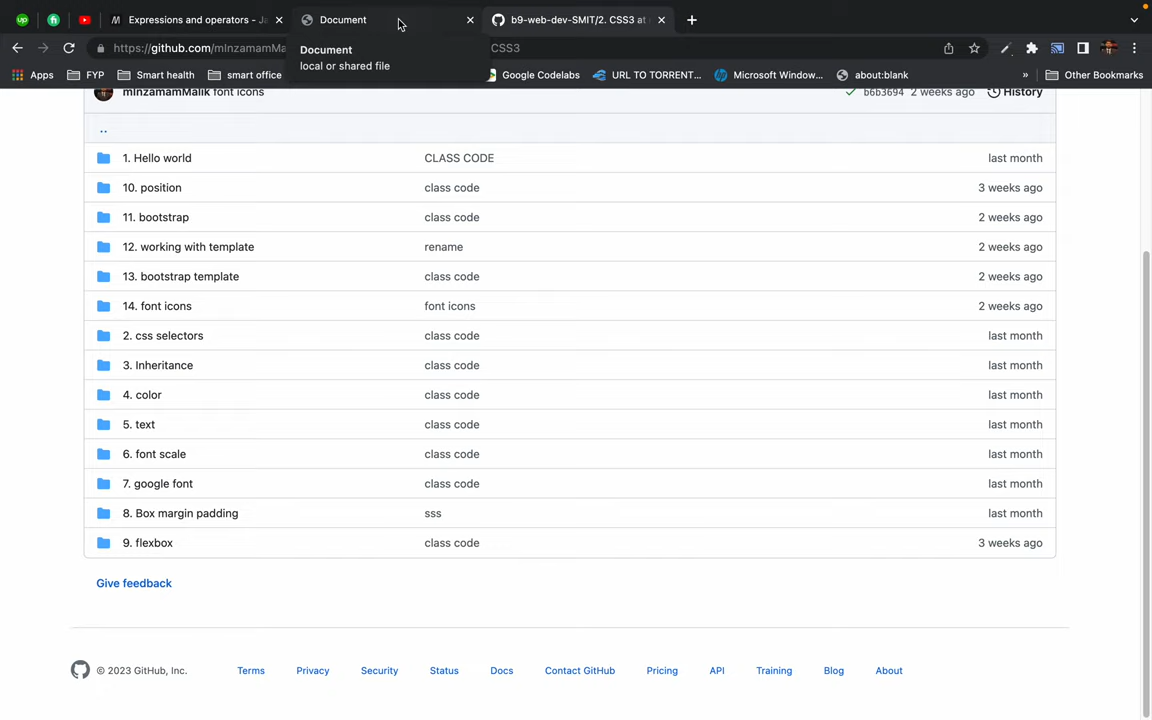 Expressions and operators - Ja
Document
b9-web-dev-SMIT/2. CSS3 at
https://github.com/mInzamamMa
CSS3
Document
local or shared file
Apps
FYP
Smart health
smart office
Google Codelabs
URL TO TORRENT...
Microsoft Window...
about:blank
»
Other Bookmarks
mInzamamMalik font icons
b6b3694 2 weeks ago
History
..
1. Hello world CLASS CODE last month
10. position class code 3 weeks ago
11. bootstrap class code 2 weeks ago
12. working with template rename 2 weeks ago
13. bootstrap template class code 2 weeks ago
14. font icons font icons 2 weeks ago
2. css selectors class code last month
3. Inheritance class code last month
4. color class code last month
5. text class code last month
6. font scale class code last month
7. google font class code last month
8. Box margin padding sss last month
9. flexbox class code 3 weeks ago
Give feedback
© 2023 GitHub, Inc. Terms Privacy Security Status Docs Contact GitHub Pricing API Training Blog About